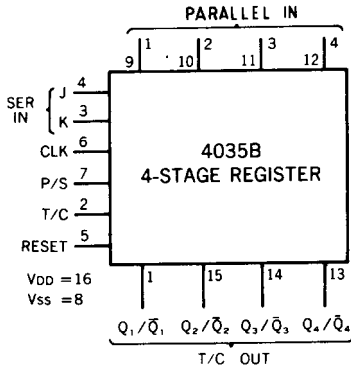 PARALLEL IN
1 2 3 4
9 10 11 12
SER IN
J 4
K 3
CLK 6
P/S 7
T/C 2
RESET 5
4035B
4-STAGE REGISTER
VDD = 16
VSS = 8
1 15 14 13
Q1/Q̅1 Q2/Q̅2 Q3/Q̅3 Q4/Q̅4
T/C OUT